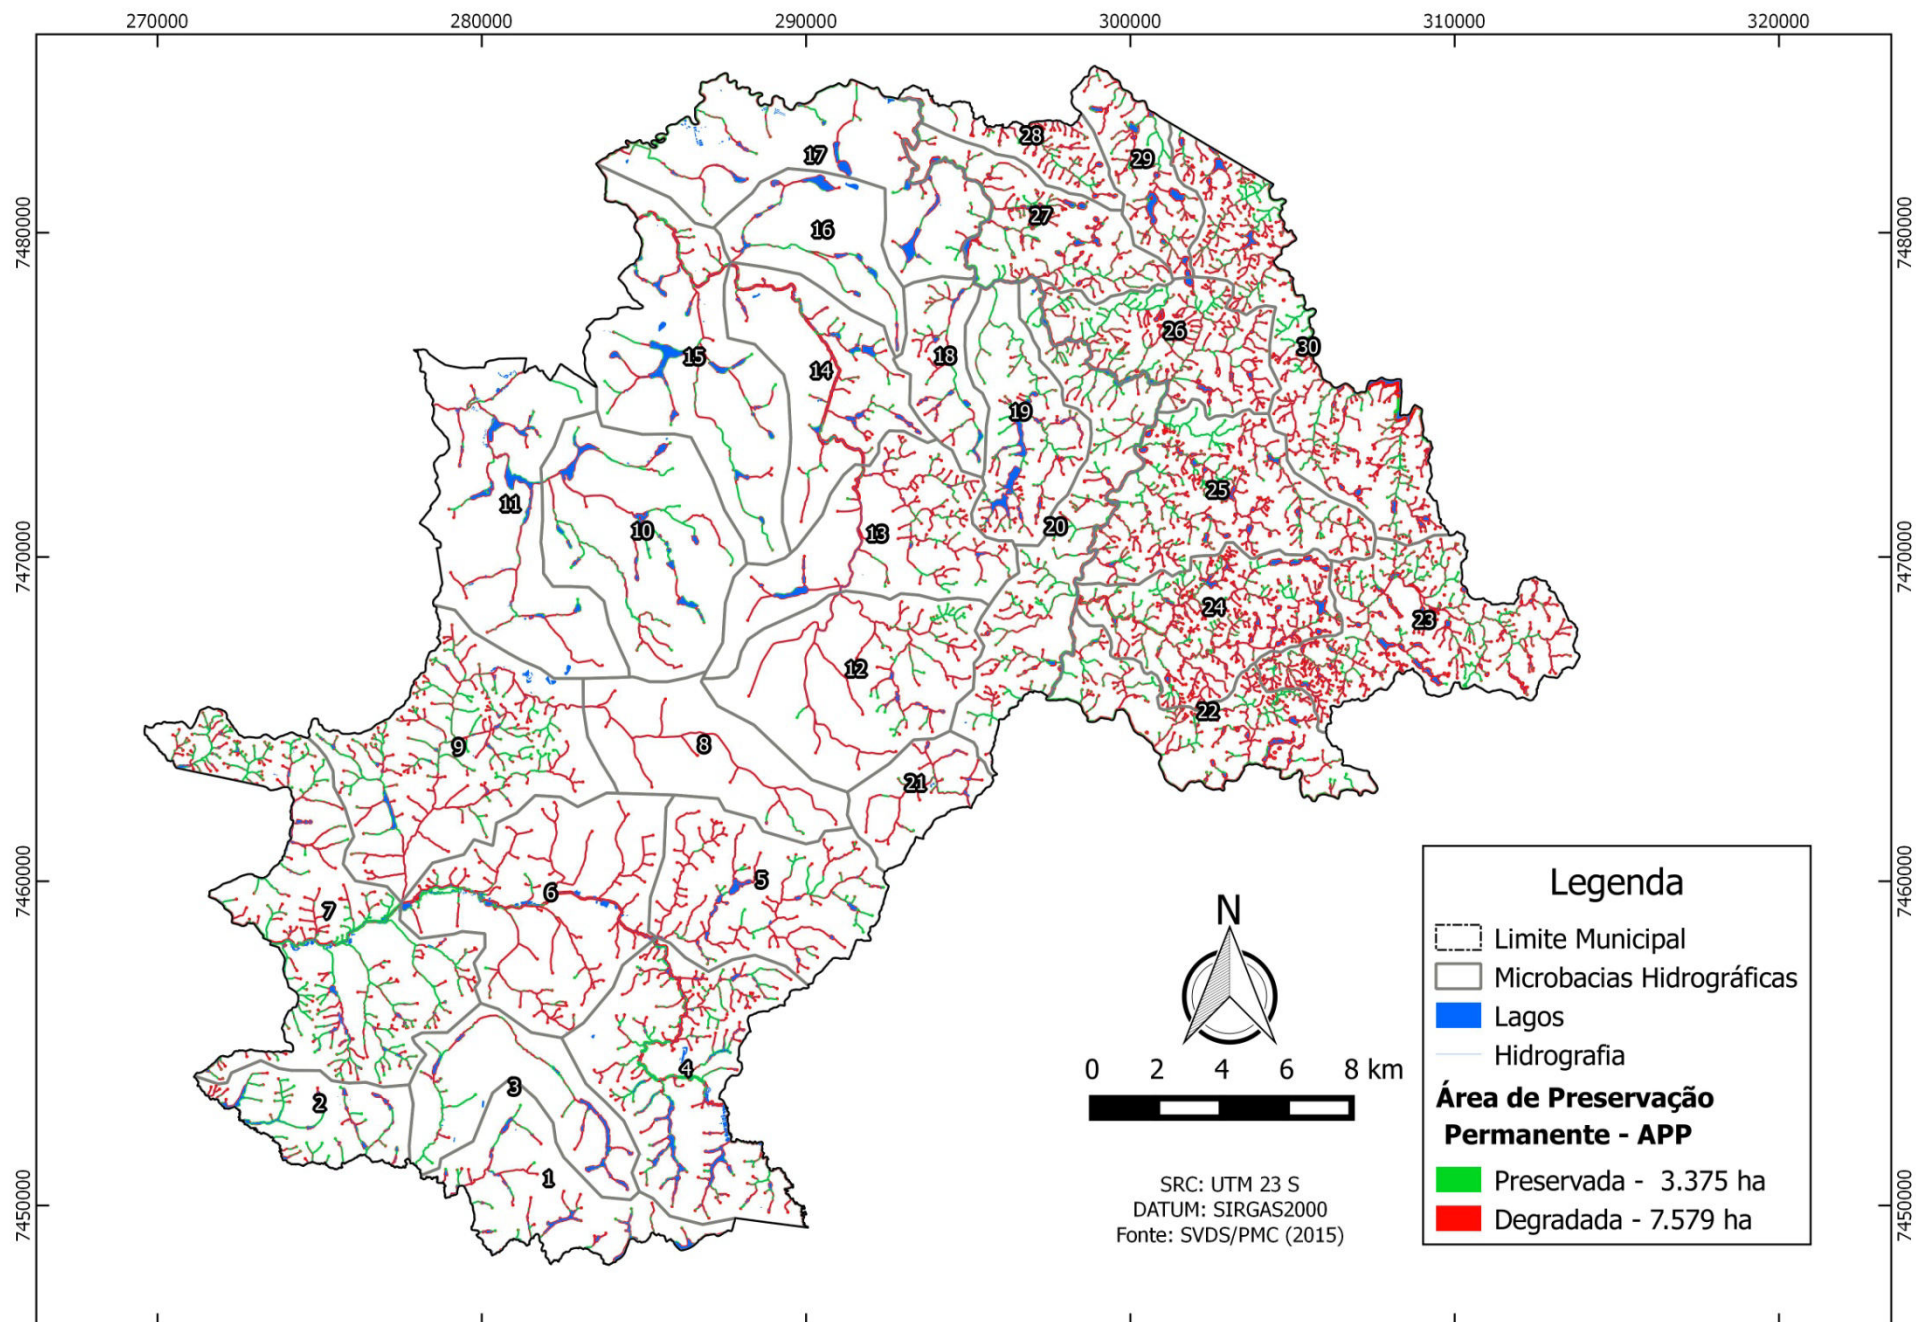 270000 280000 290000 300000 310000 320000
7480000
7480000
7470000
7470000
7460000
7460000
7450000
7450000
28
29
17
27
16
26
30
18
15
14
19
25
11
10
13
20
24
23
12
22
9
8
21
5
6
7
4
3
2
1
N
0 2 4 6 8 km
SRC: UTM 23 S
DATUM: SIRGAS2000
Fonte: SVDS/PMC (2015)
Legenda
Limite Municipal
Microbacias Hidrográficas
Lagos
Hidrografia
Área de Preservação
Permanente - APP
Preservada - 3.375 ha
Degradada - 7.579 ha